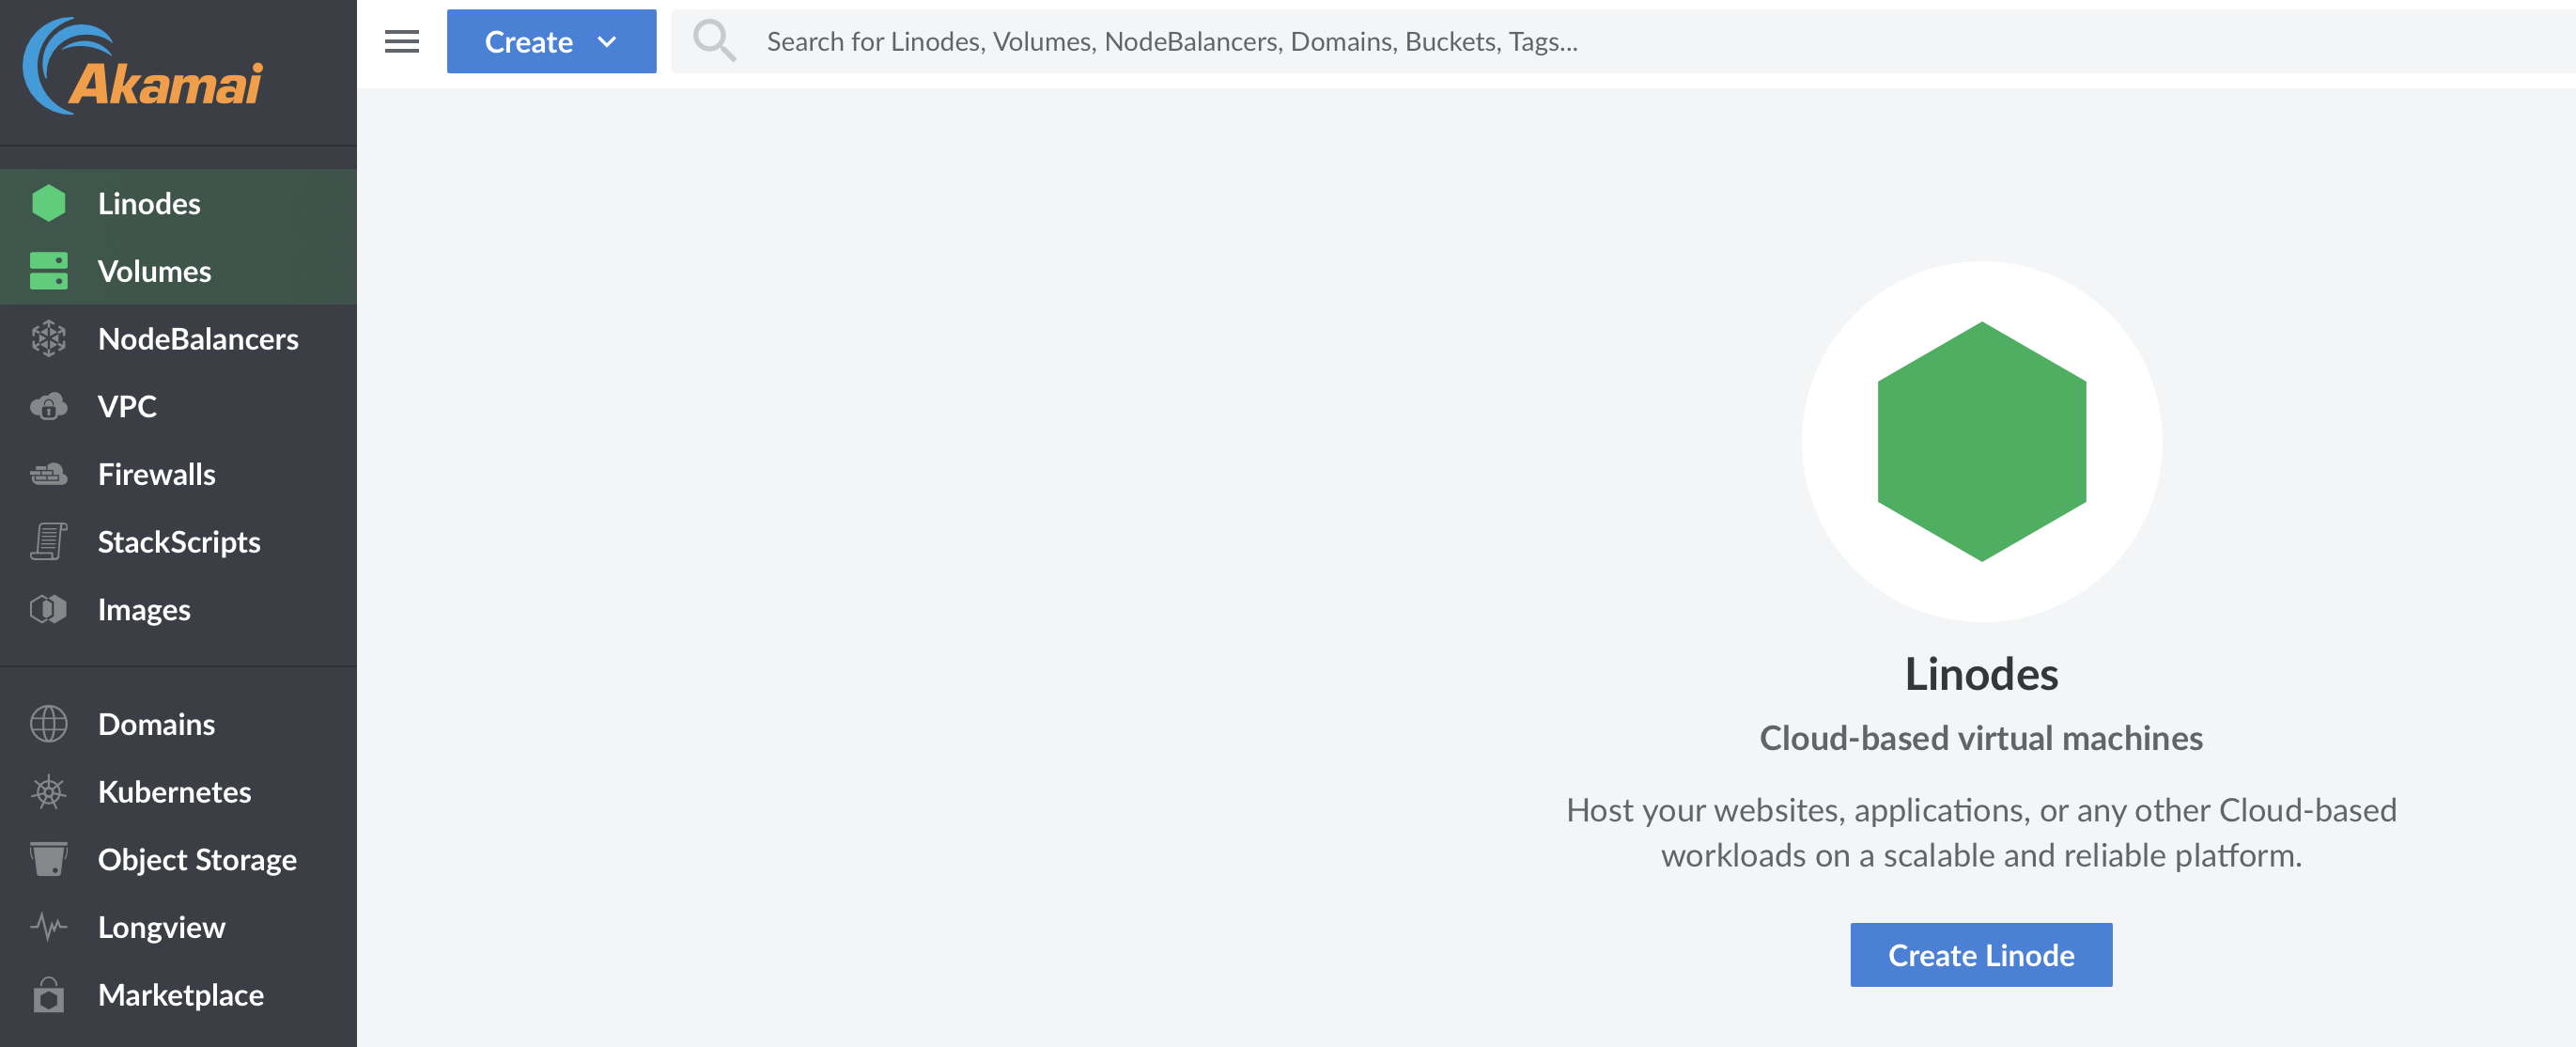 Akamai
Create
Search for Linodes, Volumes, NodeBalancers, Domains, Buckets, Tags...
Linodes
Volumes
NodeBalancers
VPC
Firewalls
StackScripts
Images
Domains
Kubernetes
Object Storage
Longview
Marketplace
Linodes
Cloud-based virtual machines
Host your websites, applications, or any other Cloud-based
workloads on a scalable and reliable platform.
Create Linode